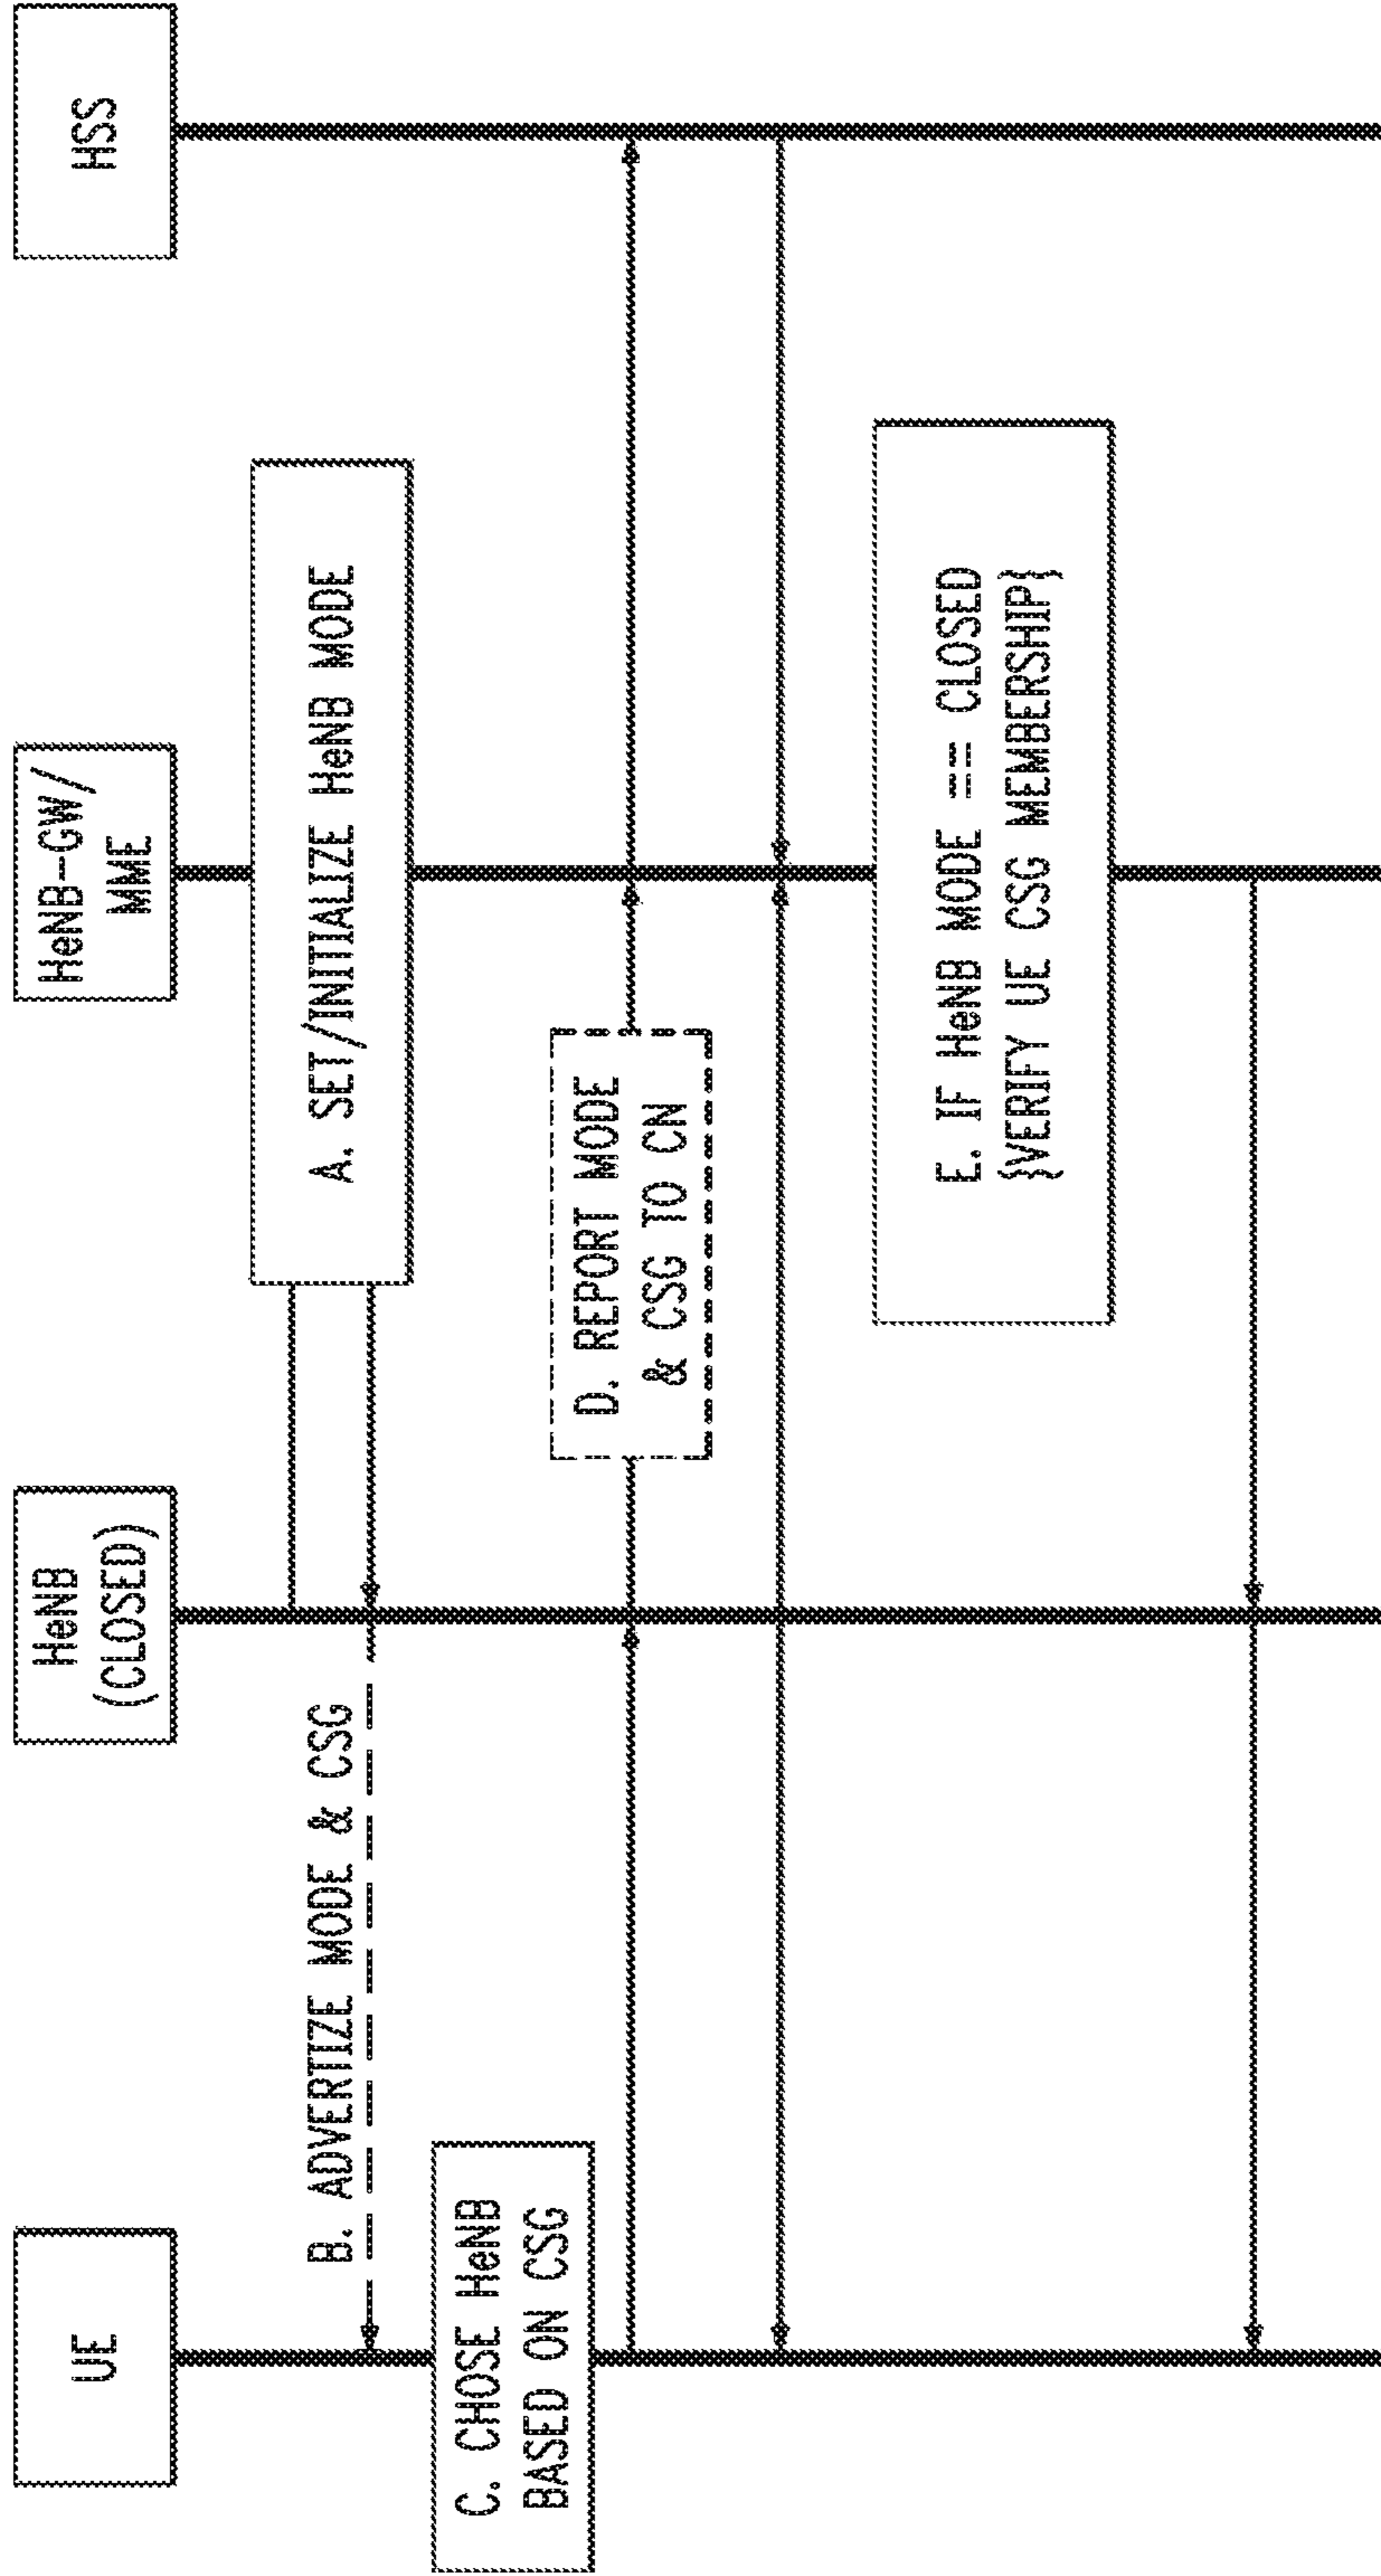 UE
HeNB
(CLOSED)
HeNB-GW/
MME
HSS
A. SET/INITIALIZE HeNB MODE
B. ADVERTIZE MODE & CSG
C. CHOSE HeNB
BASED ON CSG
D. REPORT MODE
& CSG TO CN
E. IF HeNB MODE == CLOSED
}VERIFY UE CSG MEMBERSHIP{